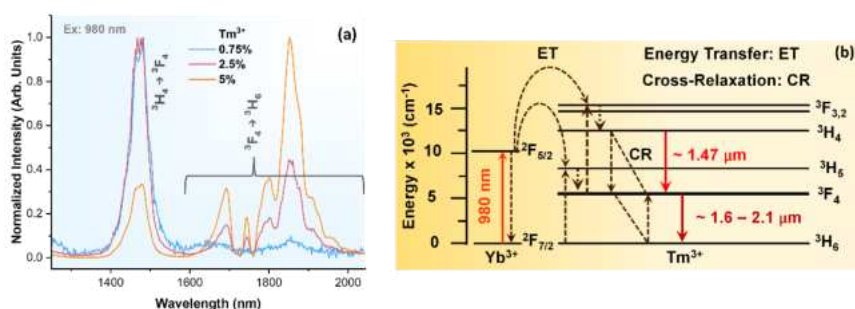 Ex: 980 nm
(a)
Tm³⁺
0.75%
2.5%
5%
³H₄ → ³F₄
³F₄ → ³H₆
Normalized Intensity (Arb. Units)
1.0
0.8
0.6
0.4
0.2
0.0
1400
1600
1800
2000
Wavelength (nm)
ET
Energy Transfer: ET
(b)
Cross-Relaxation: CR
Energy x 10³ (cm⁻¹)
15
10
5
0
³F₃,₂
³H₄
³H₅
³F₄
³H₆
²F₅/₂
²F₇/₂
CR
980 nm
~ 1.47 μm
~ 1.6 – 2.1 μm
Yb³⁺
Tm³⁺